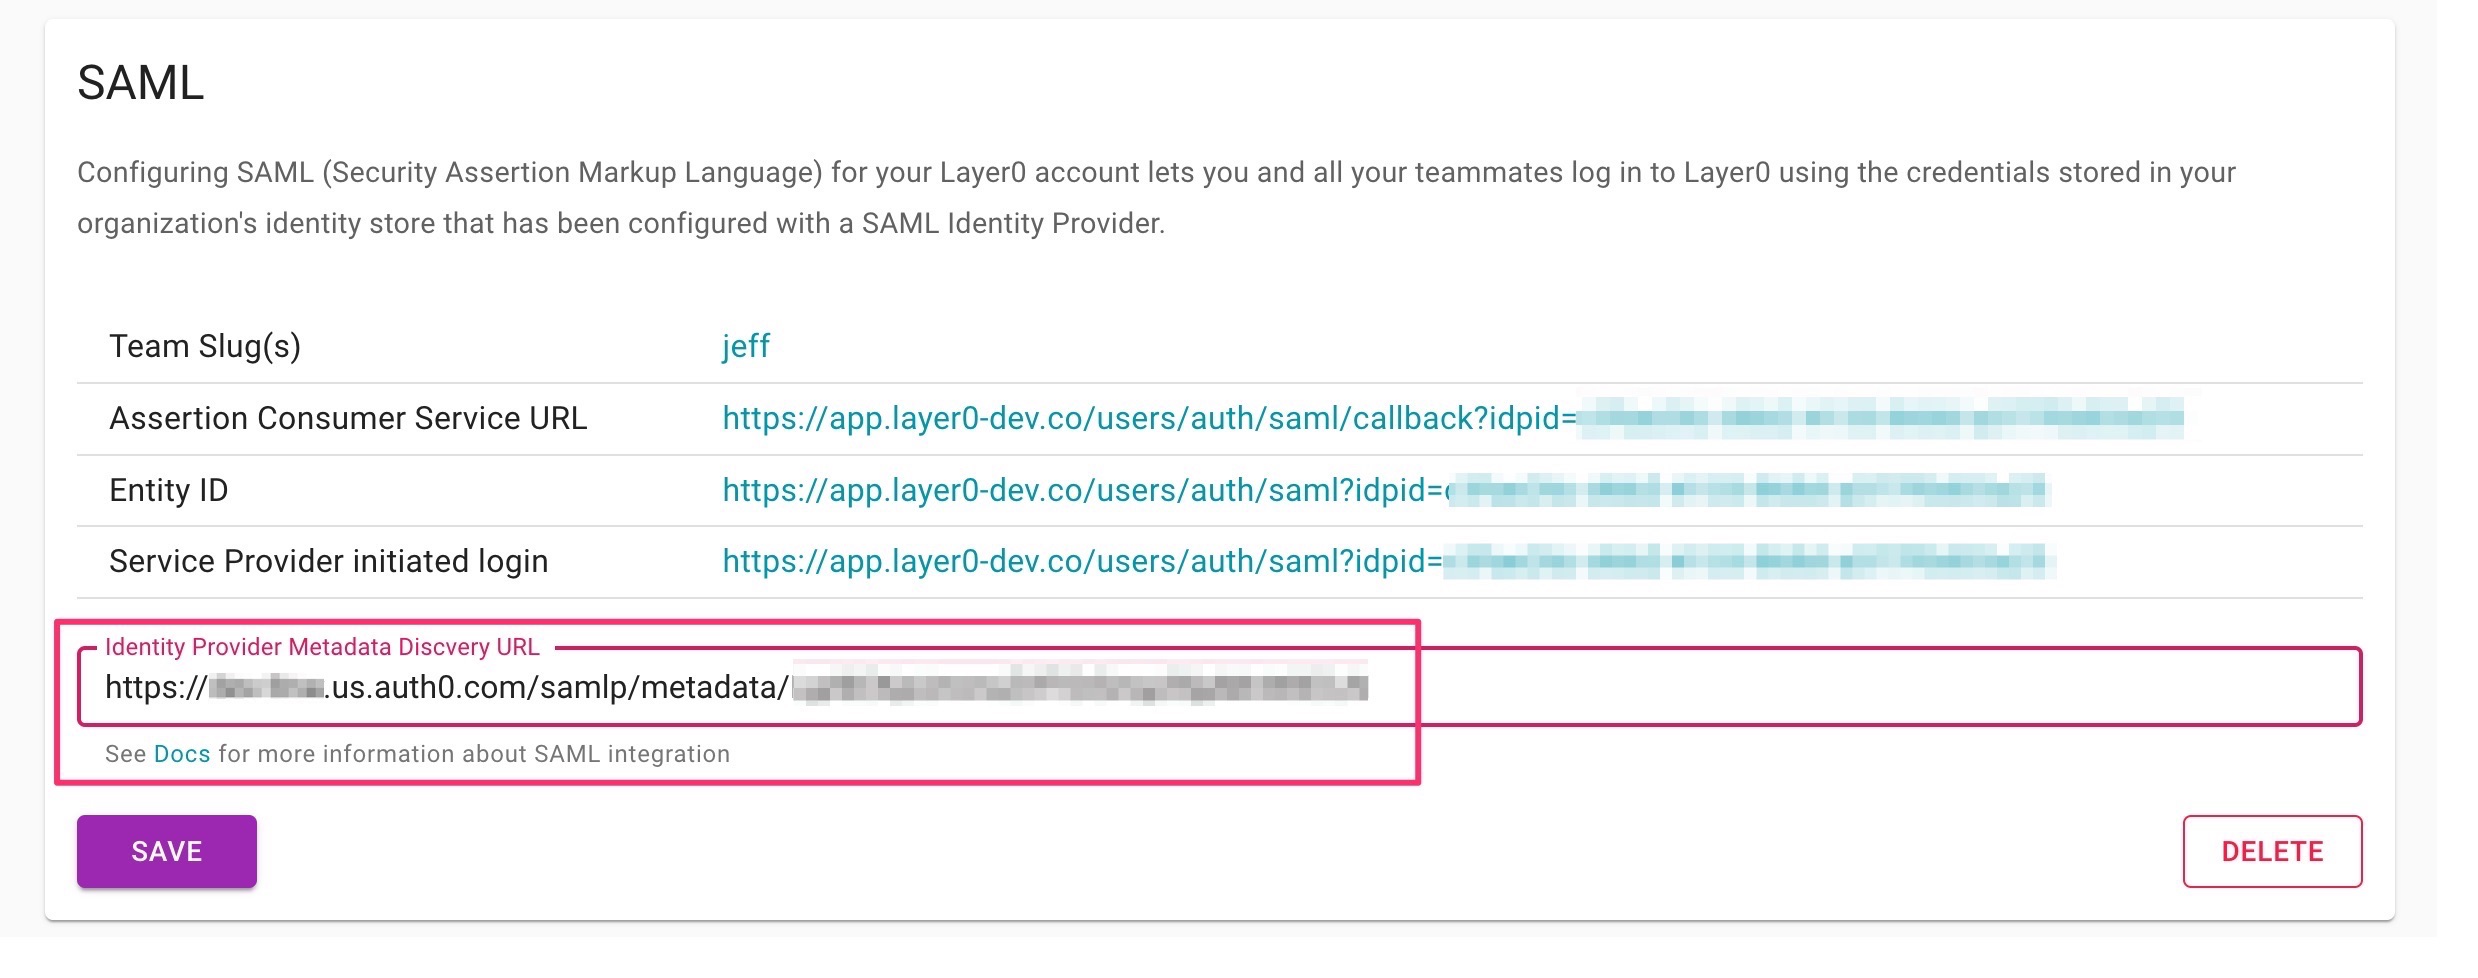 SAML
Configuring SAML (Security Assertion Markup Language) for your Layer0 account lets you and all your teammates log in to Layer0 using the credentials stored in your
organization's identity store that has been configured with a SAML Identity Provider.
Team Slug(s) jeff
Assertion Consumer Service URL https://app.layer0-dev.co/users/auth/saml/callback?idpid=
Entity ID https://app.layer0-dev.co/users/auth/saml?idpid=
Service Provider initiated login https://app.layer0-dev.co/users/auth/saml?idpid=
Identity Provider Metadata Discvery URL
https:// .us.auth0.com/samlp/metadata/
See Docs for more information about SAML integration
SAVE DELETE